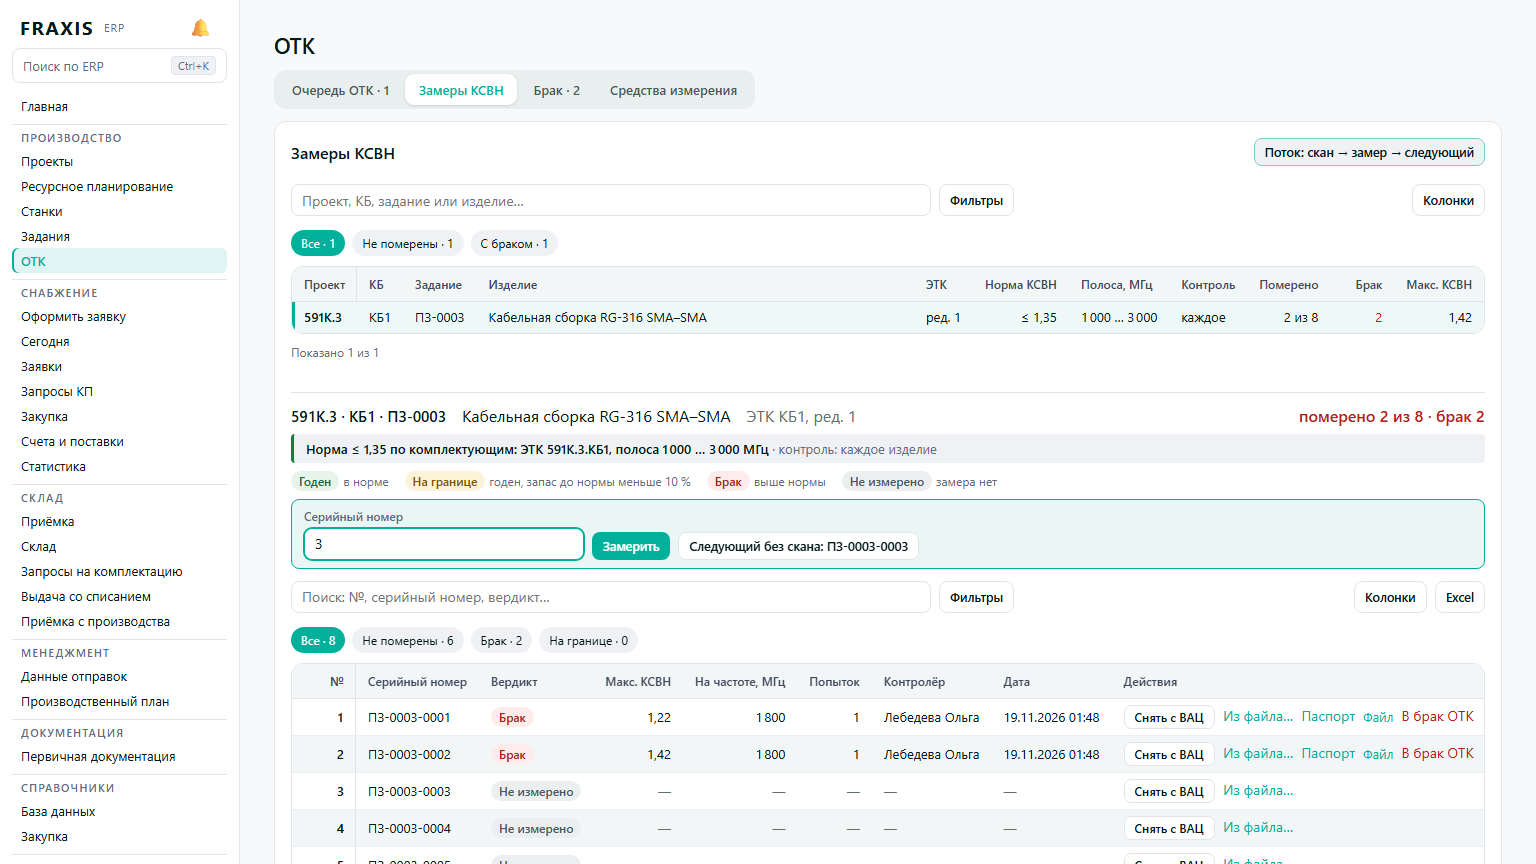 FRAXIS ERP
Поиск по ERP Ctrl+K
Главная
ПРОИЗВОДСТВО
Проекты
Ресурсное планирование
Станки
Задания
ОТК
СНАБЖЕНИЕ
Оформить заявку
Сегодня
Заявки
Запросы КП
Закупка
Счета и поставки
Статистика
СКЛАД
Приёмка
Склад
Запросы на комплектацию
Выдача со списанием
Приёмка с производства
МЕНЕДЖМЕНТ
Данные отправок
Производственный план
ДОКУМЕНТАЦИЯ
Первичная документация
СПРАВОЧНИКИ
База данных
Закупка
ОТК
Очередь ОТК · 1 Замеры КСВН Брак · 2 Средства измерения
Замеры КСВН Поток: скан → замер → следующий
Проект, КБ, задание или изделие... Фильтры Колонки
Все · 1 Не померены · 1 С браком · 1
Проект КБ Задание Изделие ЭТК Норма КСВН Полоса, МГц Контроль Померено Брак Макс. КСВН
591К.3 КБ1 ПЗ-0003 Кабельная сборка RG-316 SMA–SMA ред. 1 ≤ 1,35 1 000 ... 3 000 каждое 2 из 8 2 1,42
Показано 1 из 1
591К.3 · КБ1 · ПЗ-0003 Кабельная сборка RG-316 SMA–SMA ЭТК КБ1, ред. 1 померено 2 из 8 · брак 2
Норма ≤ 1,35 по комплектующим: ЭТК 591К.3.КБ1, полоса 1 000 ... 3 000 МГц · контроль: каждое изделие
Годен в норме На границе годен, запас до нормы меньше 10 % Брак выше нормы Не измерено замера нет
Серийный номер
3 Замерить Следующий без скана: ПЗ-0003-0003
Поиск: №, серийный номер, вердикт... Фильтры Колонки Excel
Все · 8 Не померены · 6 Брак · 2 На границе · 0
№ Серийный номер Вердикт Макс. КСВН На частоте, МГц Попыток Контролёр Дата Действия
1 ПЗ-0003-0001 Брак 1,22 1 800 1 Лебедева Ольга 19.11.2026 01:48 Снять с ВАЦ Из файла... Паспорт Файл В брак ОТК
2 ПЗ-0003-0002 Брак 1,42 1 800 1 Лебедева Ольга 19.11.2026 01:48 Снять с ВАЦ Из файла... Паспорт Файл В брак ОТК
3 ПЗ-0003-0003 Не измерено — — — — — Снять с ВАЦ Из файла...
4 ПЗ-0003-0004 Не измерено — — — — — Снять с ВАЦ Из файла...